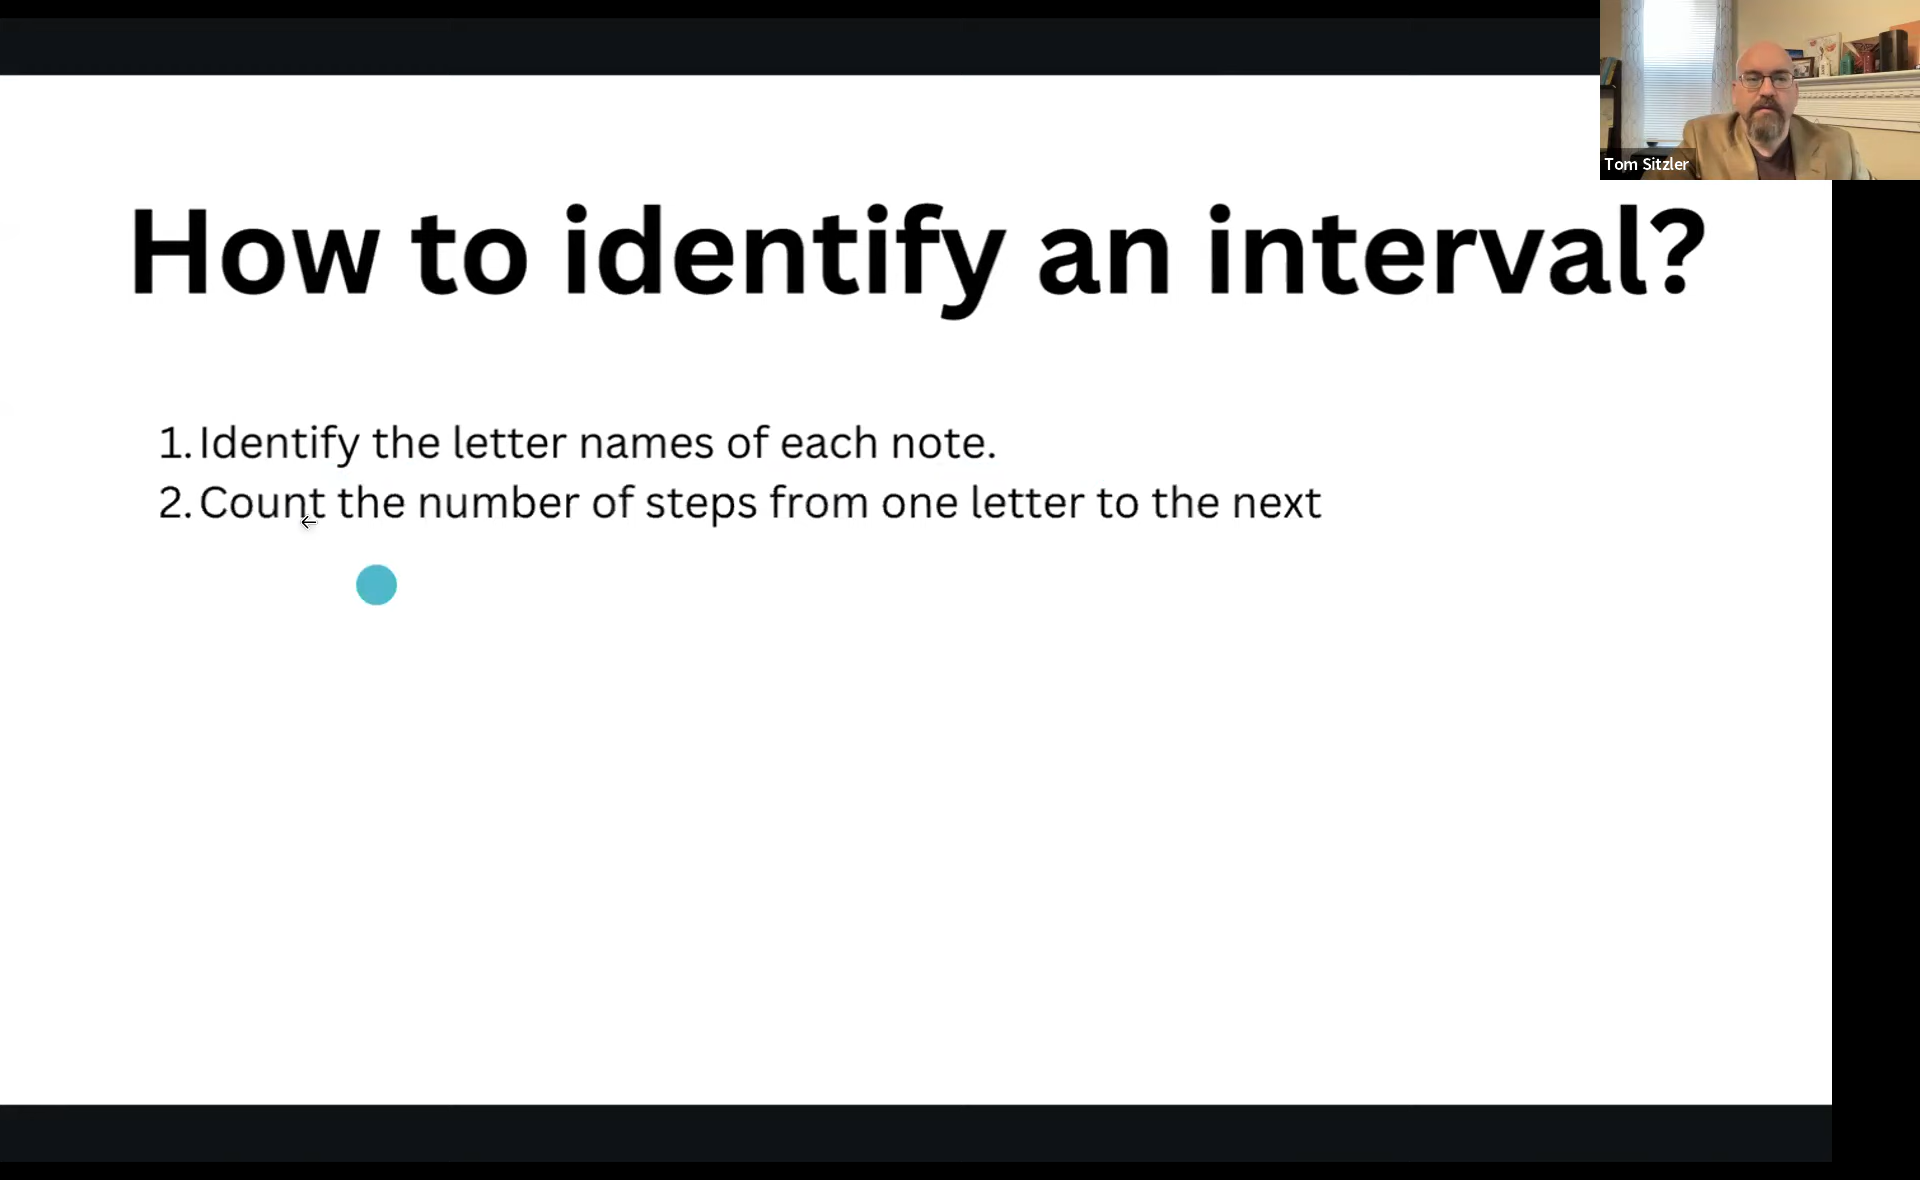 Tom Sitzler
How to identify an interval?
1. Identify the letter names of each note.
2. Count the number of steps from one letter to the next